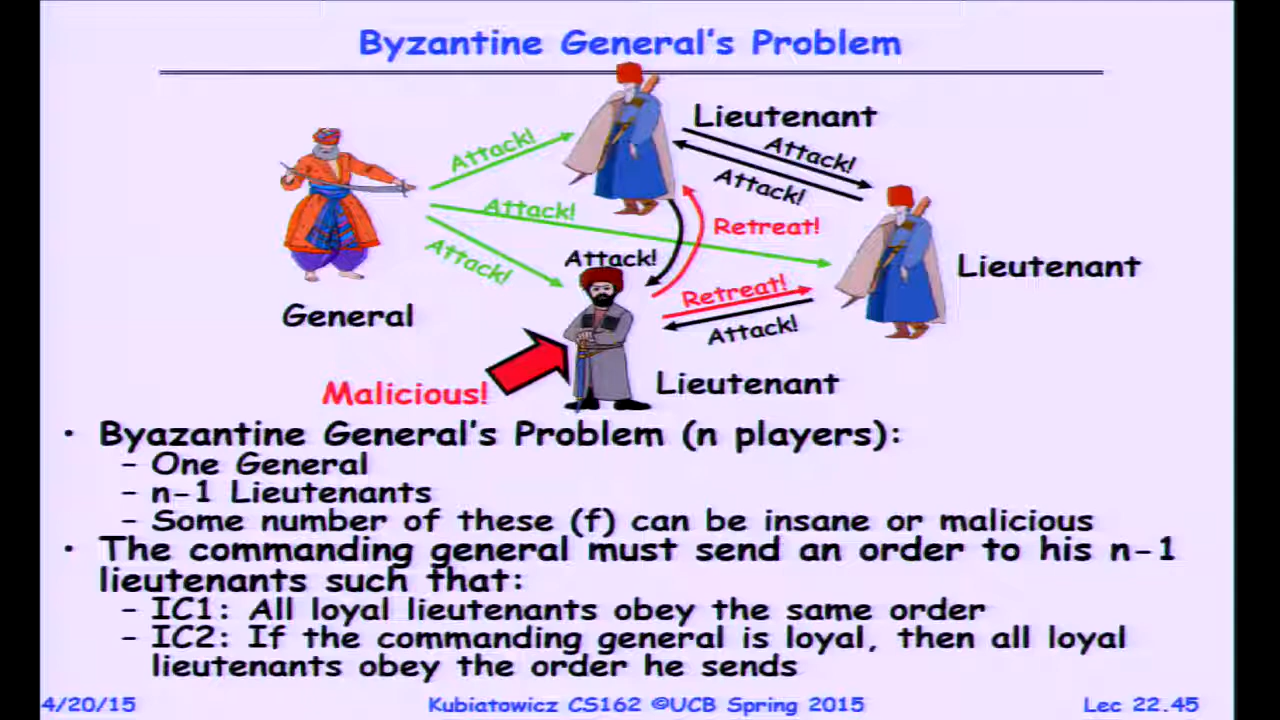 Byzantine General's Problem
Lieutenant
Attack!
Attack!
Attack!
Attack!
Retreat!
Attack!
Attack!
Lieutenant
Retreat!
Attack!
General
Malicious!
Lieutenant
• Byazantine General's Problem (n players):
– One General
– n-1 Lieutenants
– Some number of these (f) can be insane or malicious
• The commanding general must send an order to his n-1
lieutenants such that:
– IC1: All loyal lieutenants obey the same order
– IC2: If the commanding general is loyal, then all loyal
lieutenants obey the order he sends
4/20/15
Kubiatowicz CS162 ©UCB Spring 2015
Lec 22.45